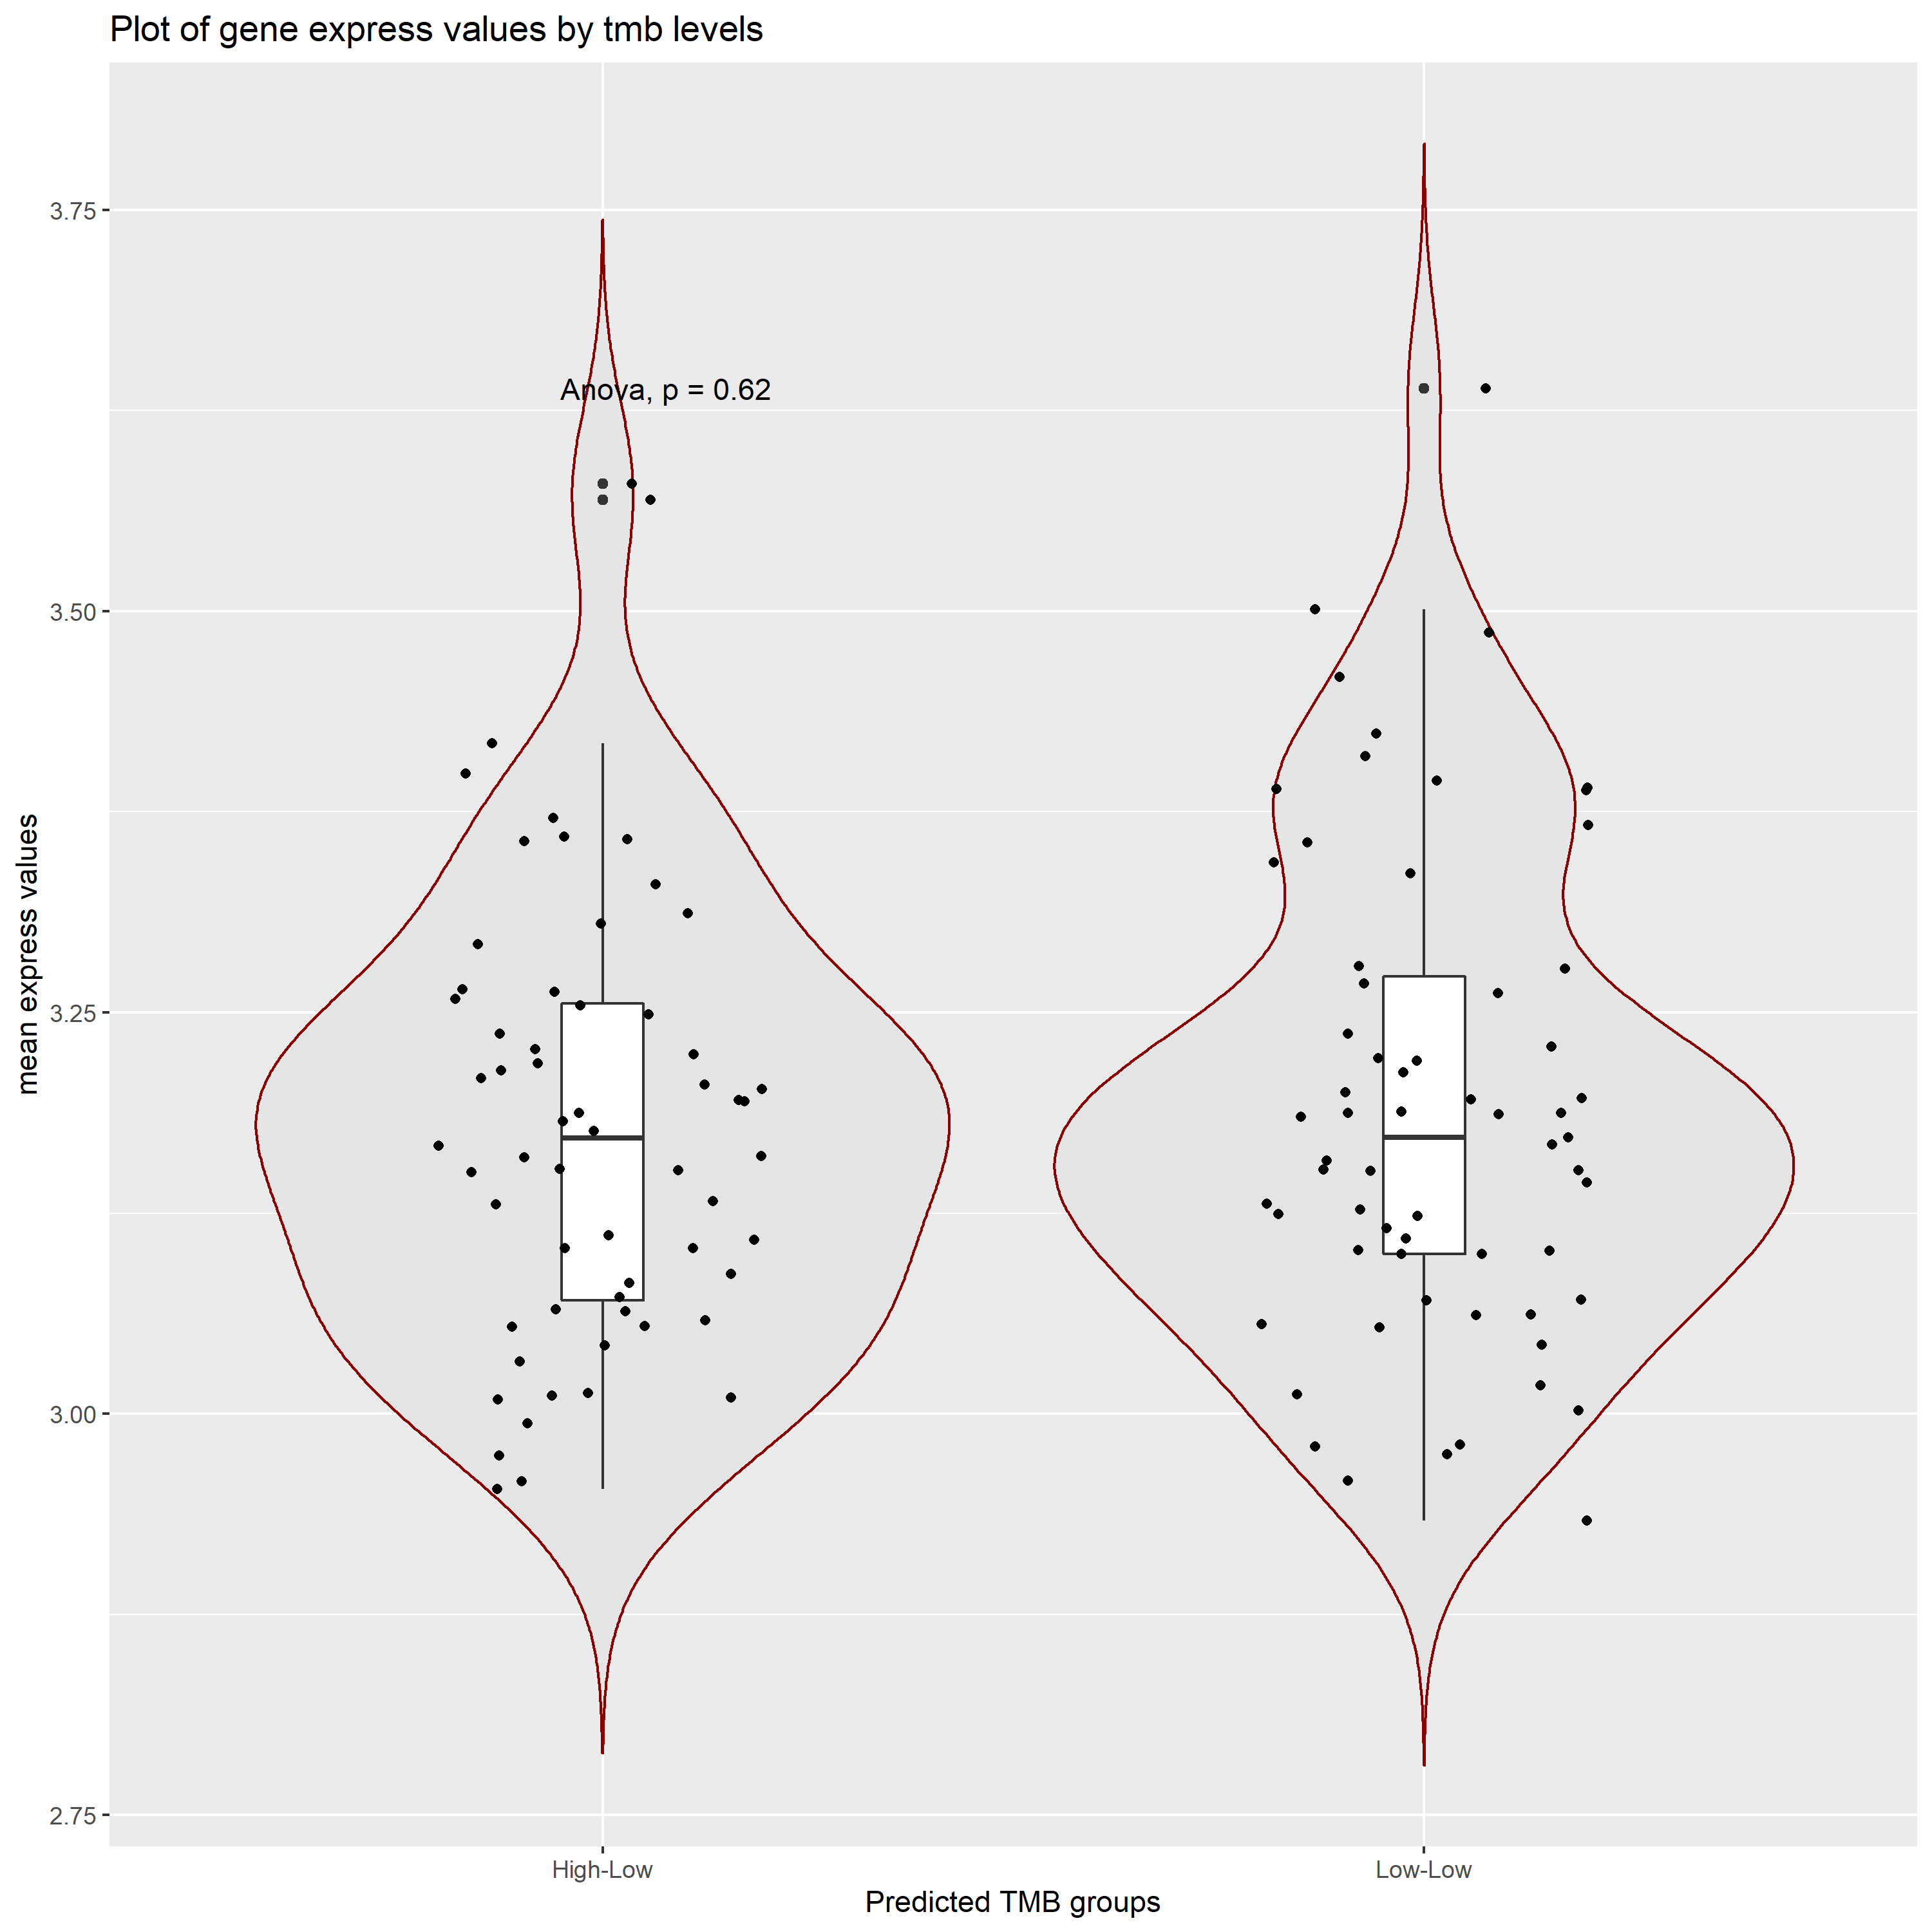 Plot of gene express values by tmb levels
3.75
Anova, p = 0.62
3.50
mean express values
3.25
3.00
2.75
High-Low
Low-Low
Predicted TMB groups